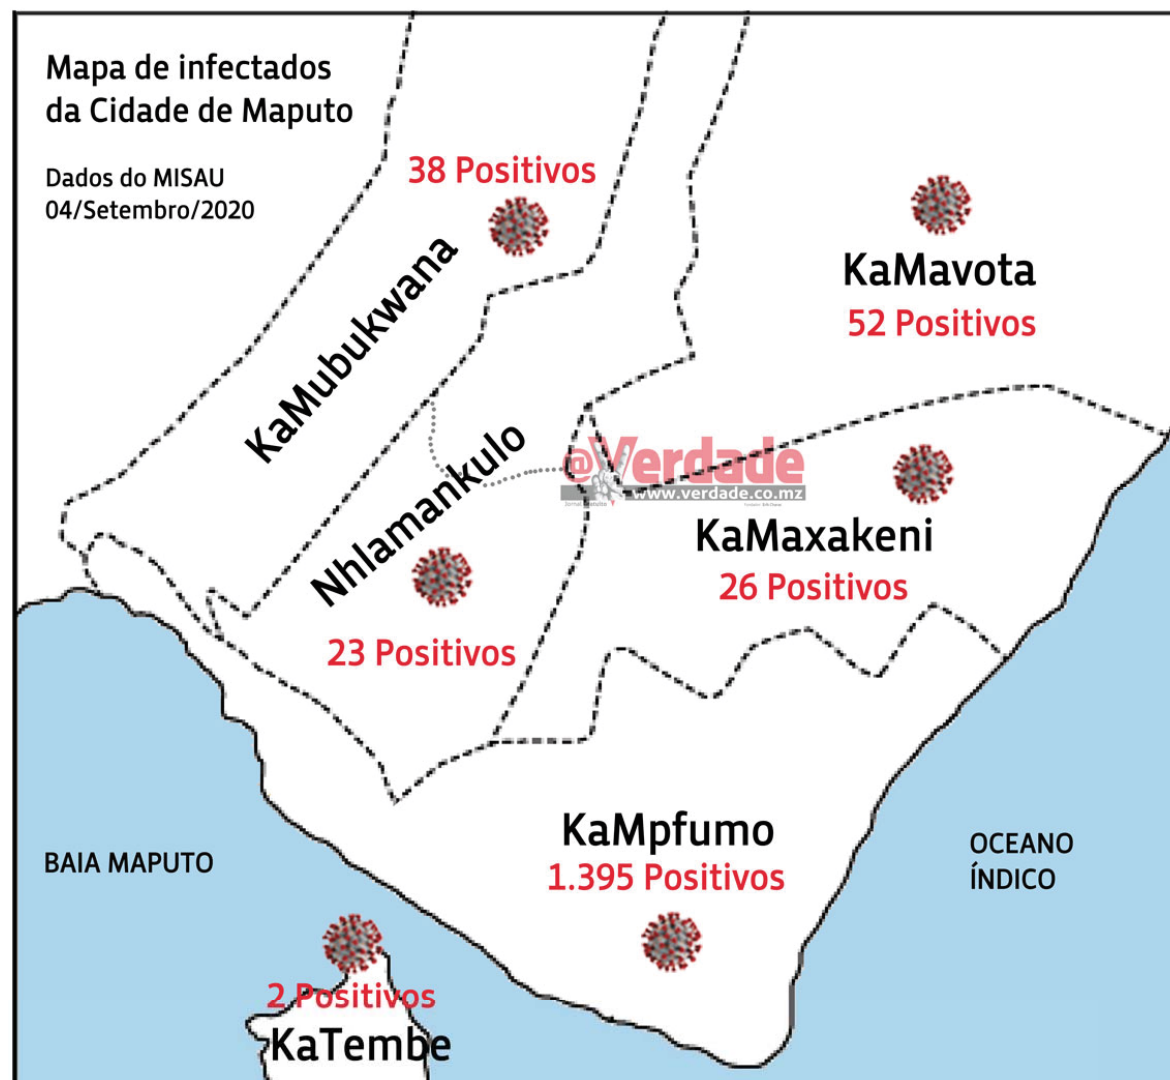 Mapa de infectados
da Cidade de Maputo
Dados do MISAU
04/Setembro/2020
38 Positivos
KaMubukwana
KaMavota
52 Positivos
@Verdade
www.verdade.co.mz
Nhlamankulo
23 Positivos
KaMaxakeni
26 Positivos
KaMpfumo
1.395 Positivos
BAIA MAPUTO
OCEANO
ÍNDICO
2 Positivos
KaTembe